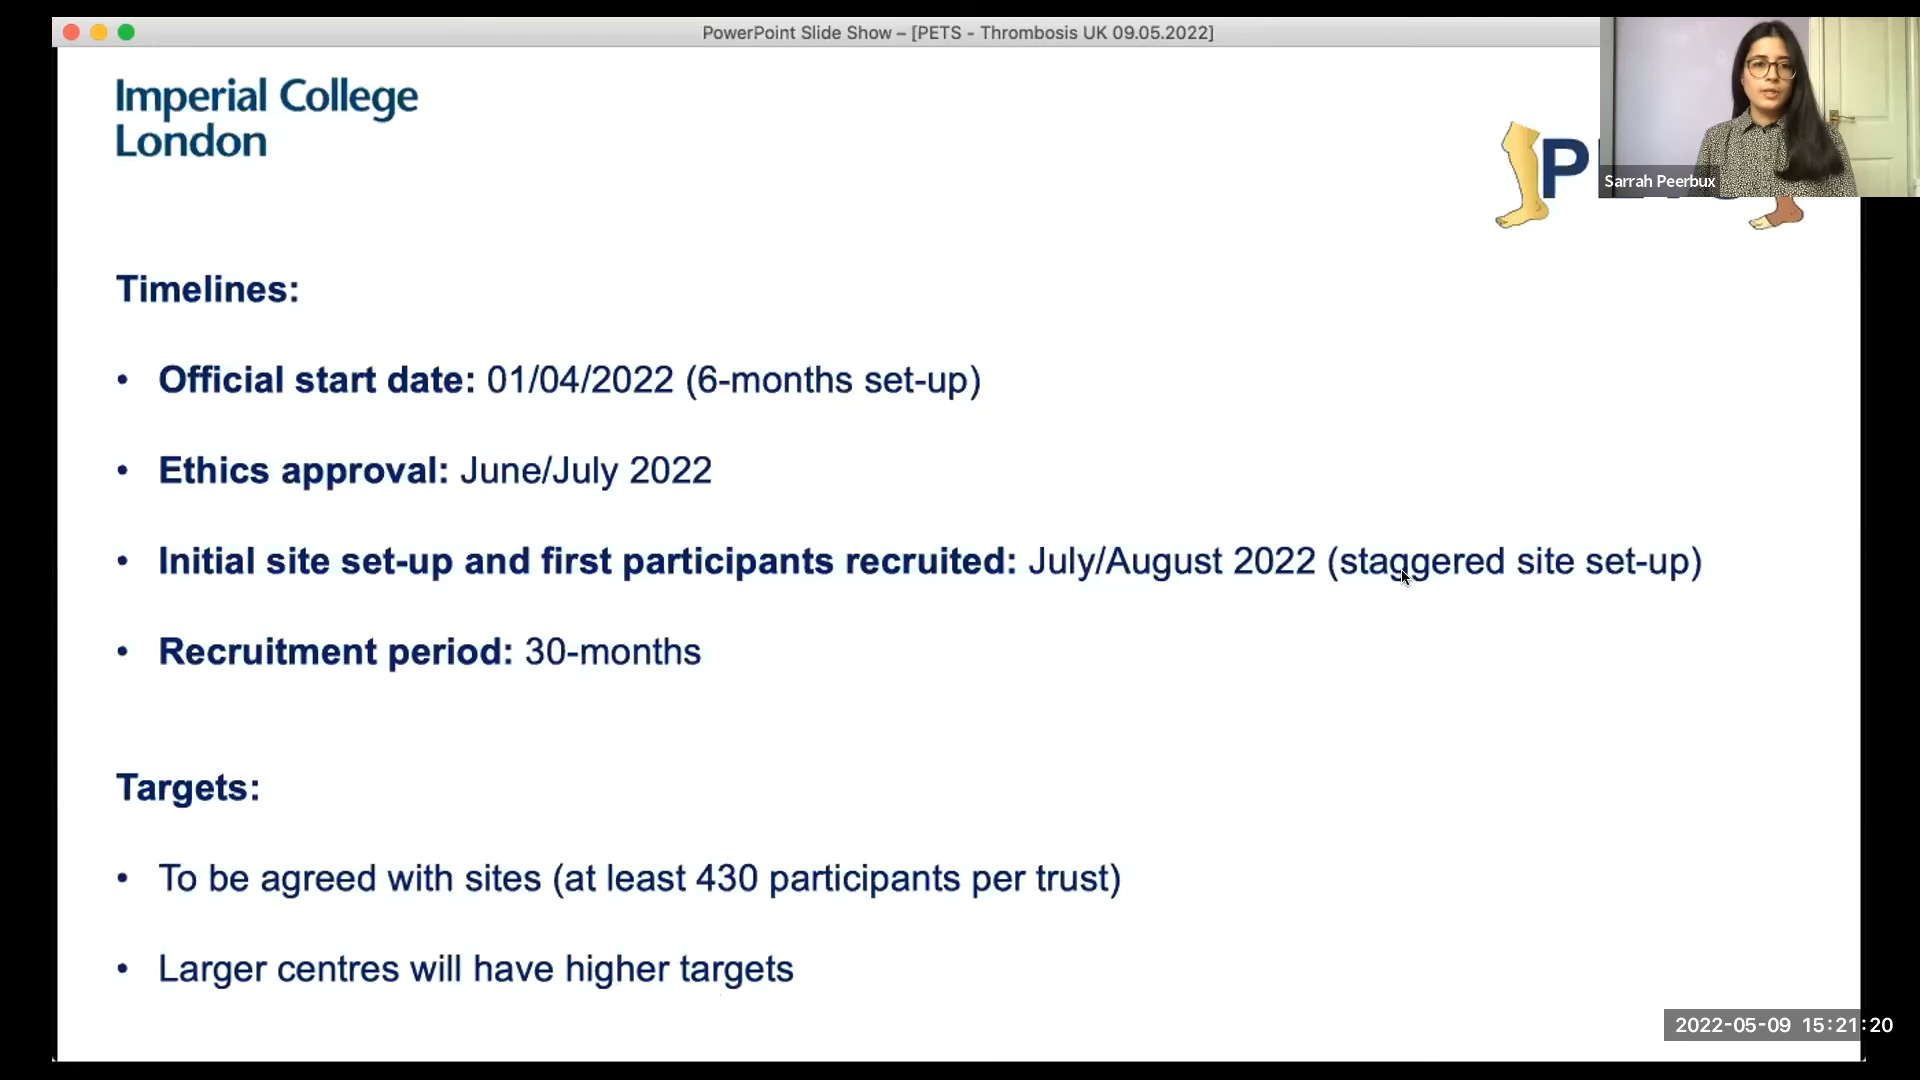 PowerPoint Slide Show – [PETS - Thrombosis UK 09.05.2022]
Imperial College
London
P
Sarrah Peerbux
Timelines:
• Official start date: 01/04/2022 (6-months set-up)
• Ethics approval: June/July 2022
• Initial site set-up and first participants recruited: July/August 2022 (staggered site set-up)
• Recruitment period: 30-months
Targets:
• To be agreed with sites (at least 430 participants per trust)
• Larger centres will have higher targets
2022-05-09 15:21:20